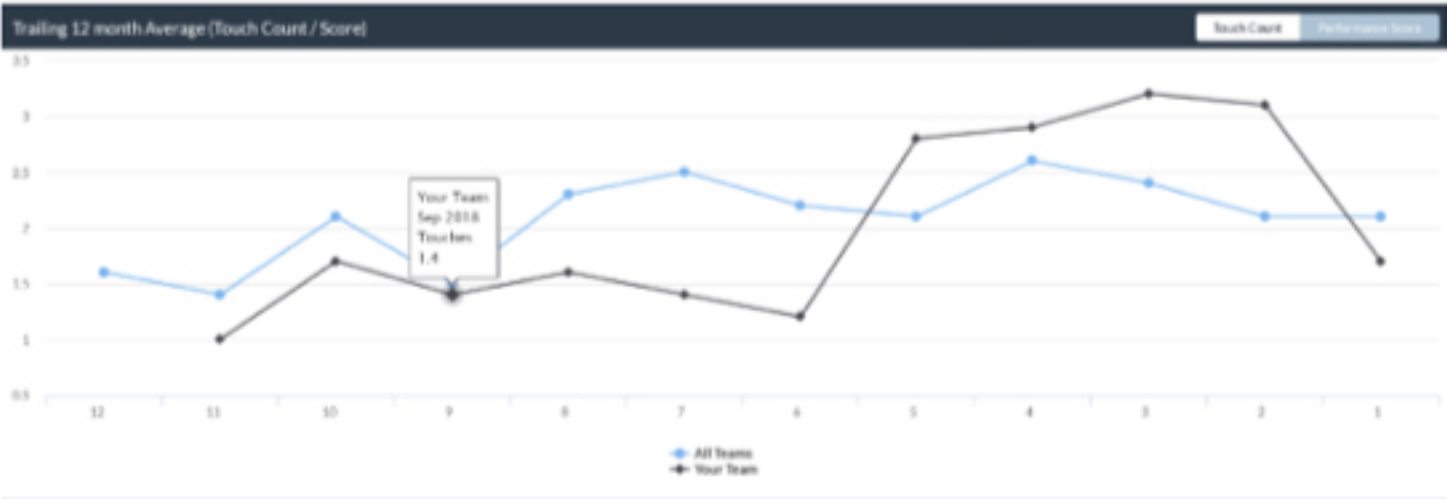 Trailing 12 month Average (Touch Count / Score)
Touch Count Performance Score
3.5
3
2.5
2
1.5
1
0.5
Your Team
Sep 2018
Touches
1.4
12 11 10 9 8 7 6 5 4 3 2 1
All Teams
Your Team